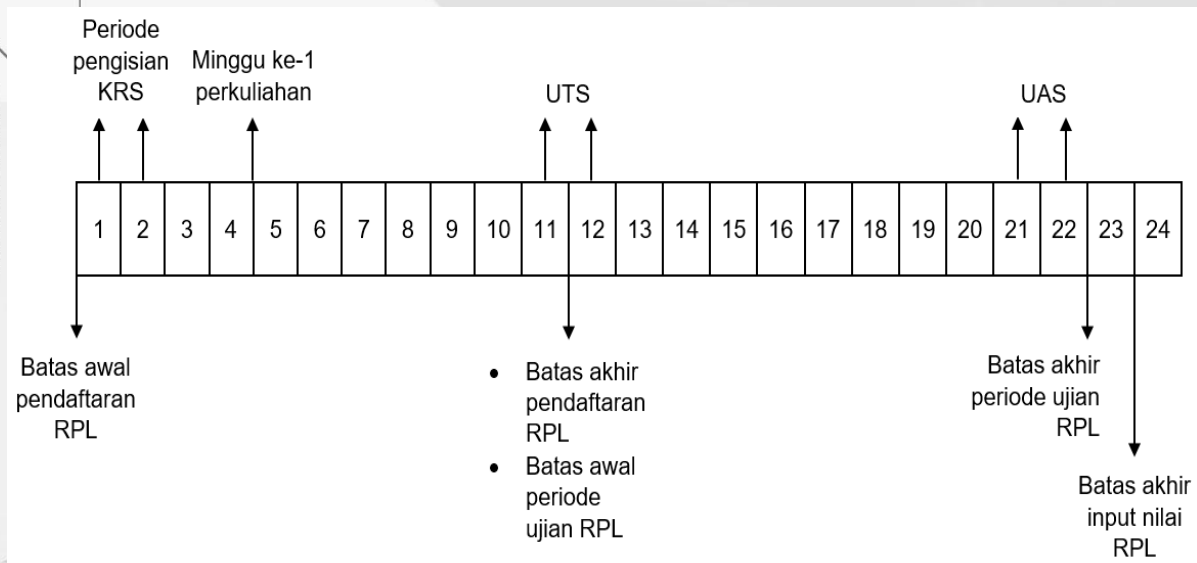 Periode
pengisian
KRS
Minggu ke-1
perkuliahan
UTS
UAS
1 2 3 4 5 6 7 8 9 10 11 12 13 14 15 16 17 18 19 20 21 22 23 24
Batas awal
pendaftaran
RPL
• Batas akhir
pendaftaran
RPL
• Batas awal
periode
ujian RPL
Batas akhir
periode ujian
RPL
Batas akhir
input nilai
RPL